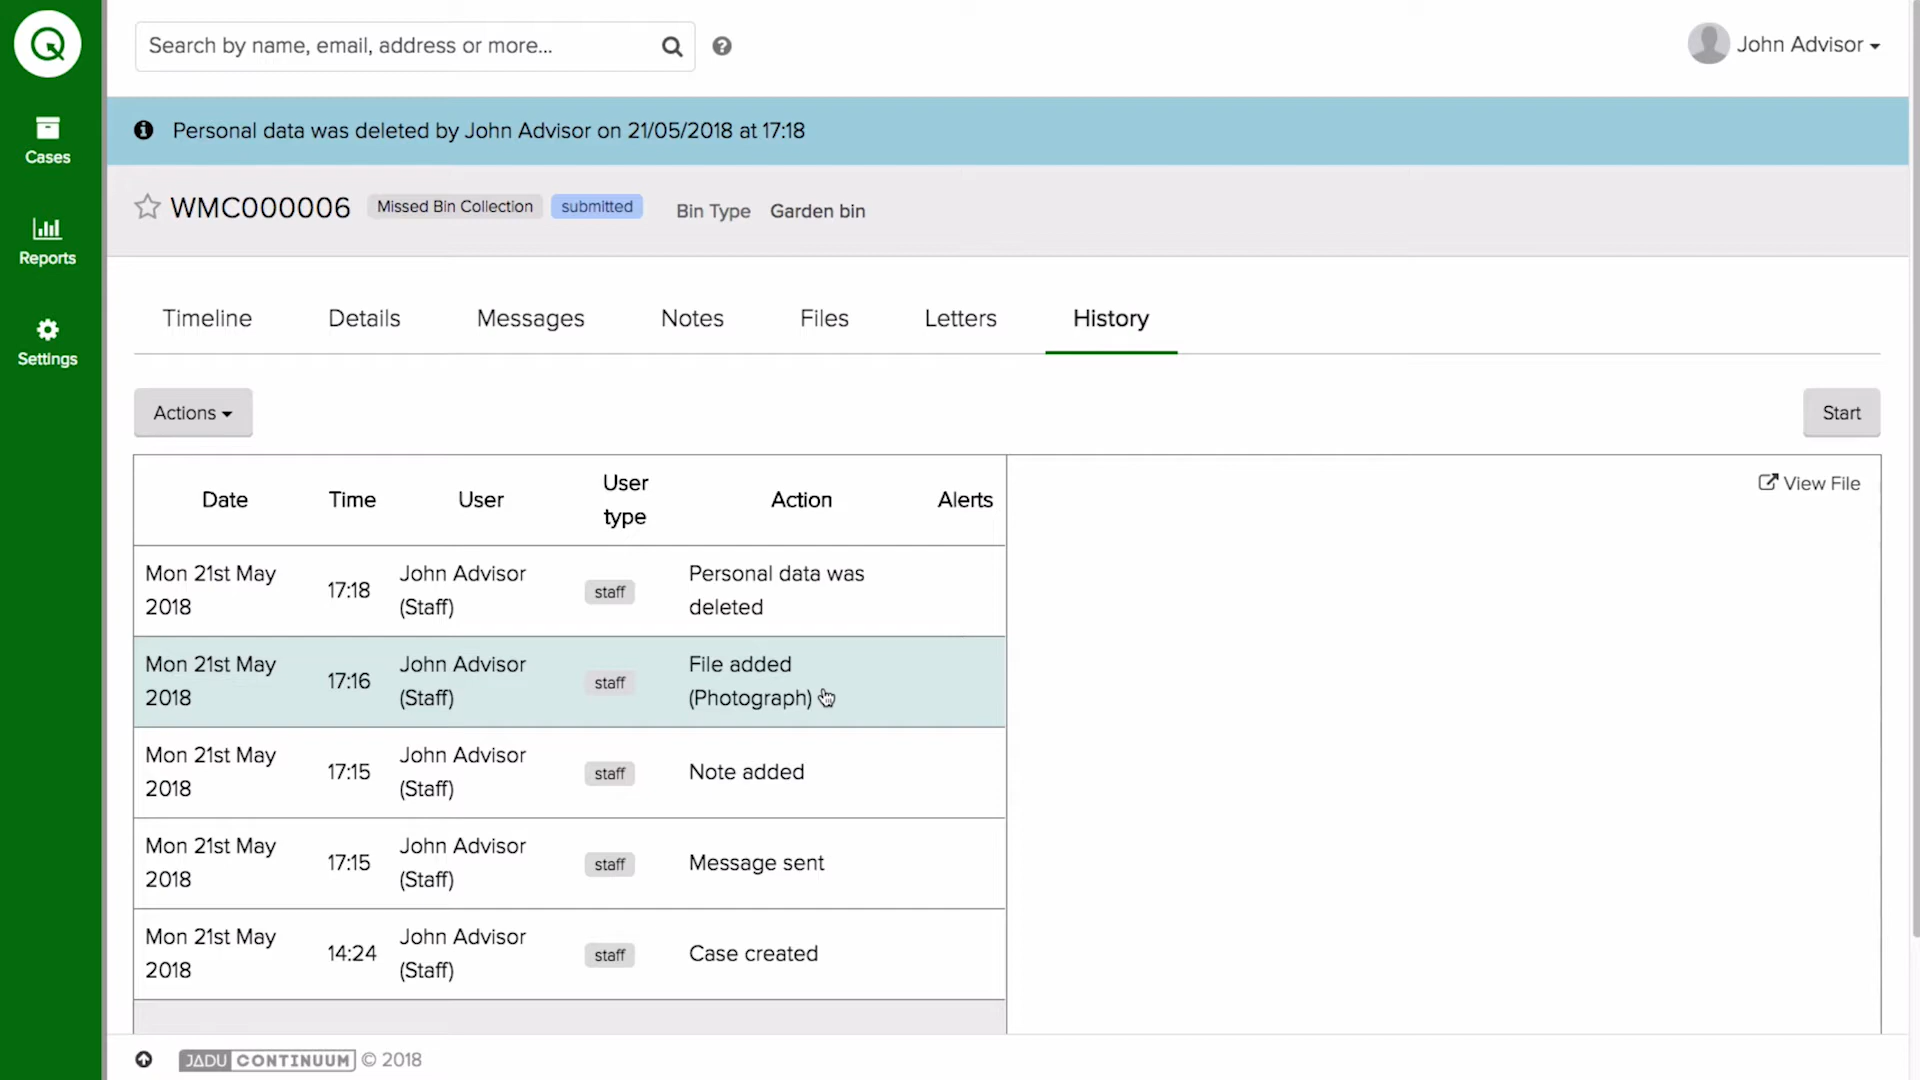 Search by name, email, address or more...
John Advisor
Cases
Reports
Settings
Personal data was deleted by John Advisor on 21/05/2018 at 17:18
WMC000006 Missed Bin Collection submitted Bin Type Garden bin
Timeline Details Messages Notes Files Letters History
Actions
Start
Date Time User User type Action Alerts
View File
Mon 21st May 2018 17:18 John Advisor (Staff) staff Personal data was deleted
Mon 21st May 2018 17:16 John Advisor (Staff) staff File added (Photograph)
Mon 21st May 2018 17:15 John Advisor (Staff) staff Note added
Mon 21st May 2018 17:15 John Advisor (Staff) staff Message sent
Mon 21st May 2018 14:24 John Advisor (Staff) staff Case created
JADU CONTINUUM © 2018